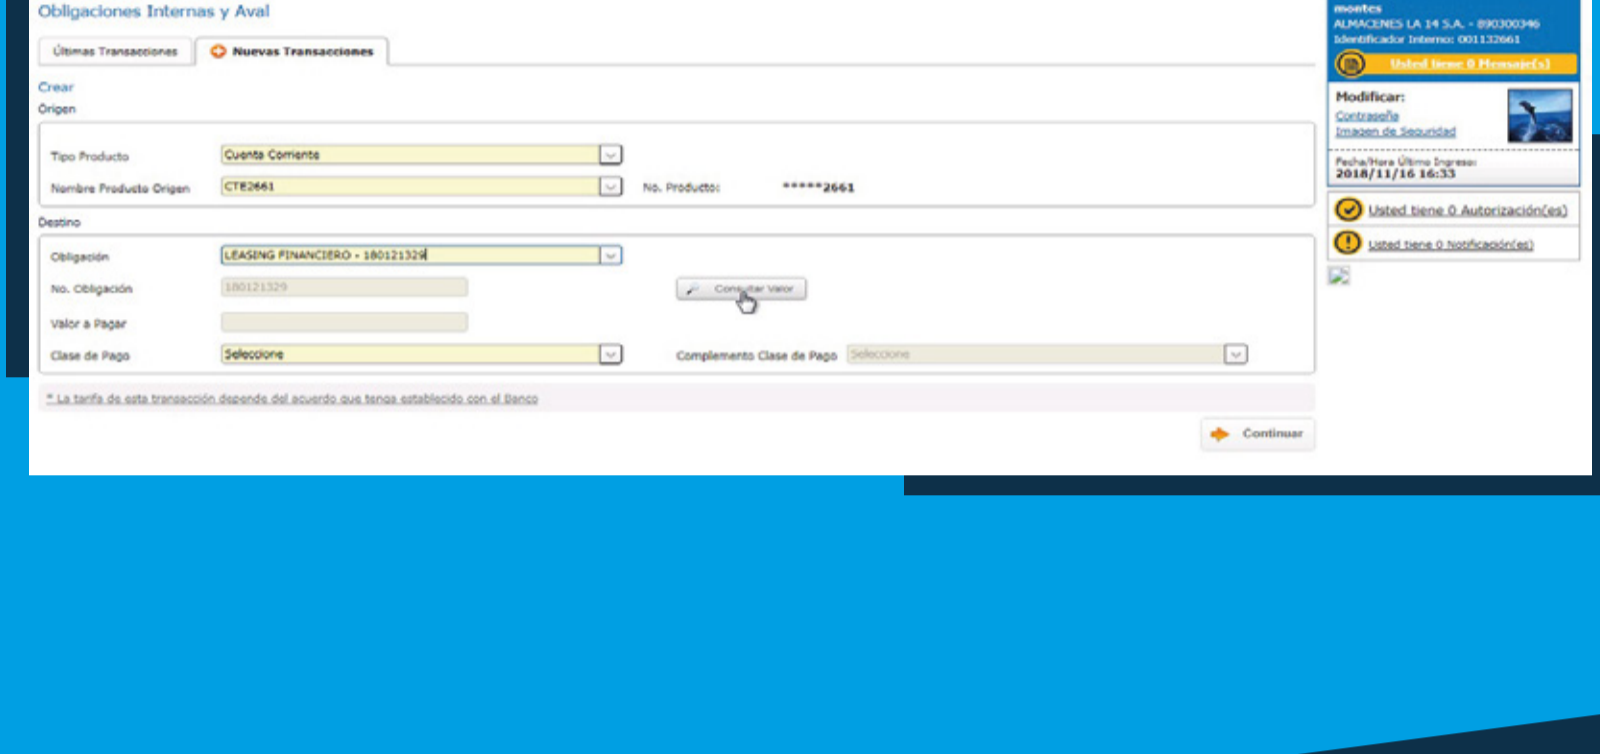 Obligaciones Internas y Aval
Últimas Transacciones
Nuevas Transacciones
Crear
Origen
Tipo Producto
Cuenta Corriente
Nombre Producto Origen
CTE2661
No. Producto:
*****2661
Destino
Obligación
LEASING FINANCIERO - 180121329
No. Obligación
180121329
Consultar Valor
Valor a Pagar
Clase de Pago
Seleccione
Complemento Clase de Pago
Seleccione
* La tarifa de esta transacción depende del acuerdo que tenga establecido con el Banco
Continuar
montes
ALMACENES LA 14 S.A. - 890300346
Identificador Interno: 001132661
Usted tiene 0 Mensaje(s)
Modificar:
Contraseña
Imagen de Seguridad
Fecha/Hora Último Ingreso:
2018/11/16 16:33
Usted tiene 0 Autorización(es)
Usted tiene 0 Notificación(es)